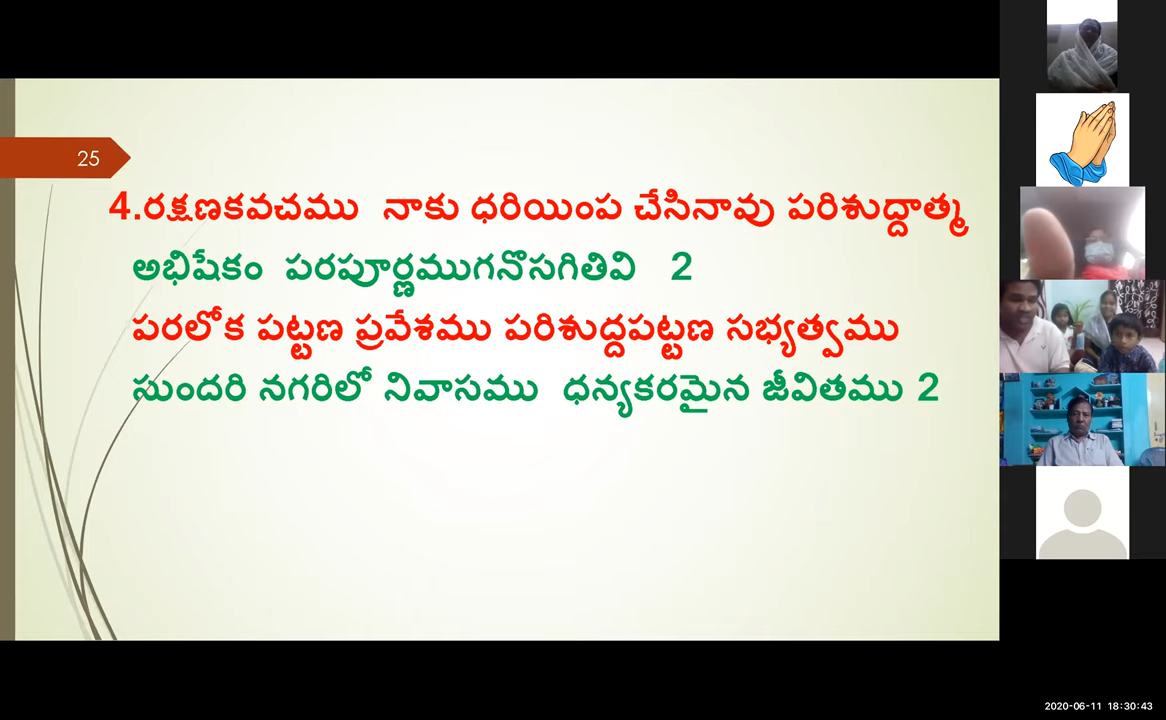 25
4.రక్షణకవచము నాకు ధరియింప చేసినావు పరిశుద్దాత్మ
అభిషేకం పరపూర్ణముగనొసగితివి 2
పరలోక పట్టణ ప్రవేశము పరిశుద్దపట్టణ సభ్యత్వము
సుందరి నగరిలో నివాసము ధన్యకరమైన జీవితము 2
2020-06-11 18:30:43